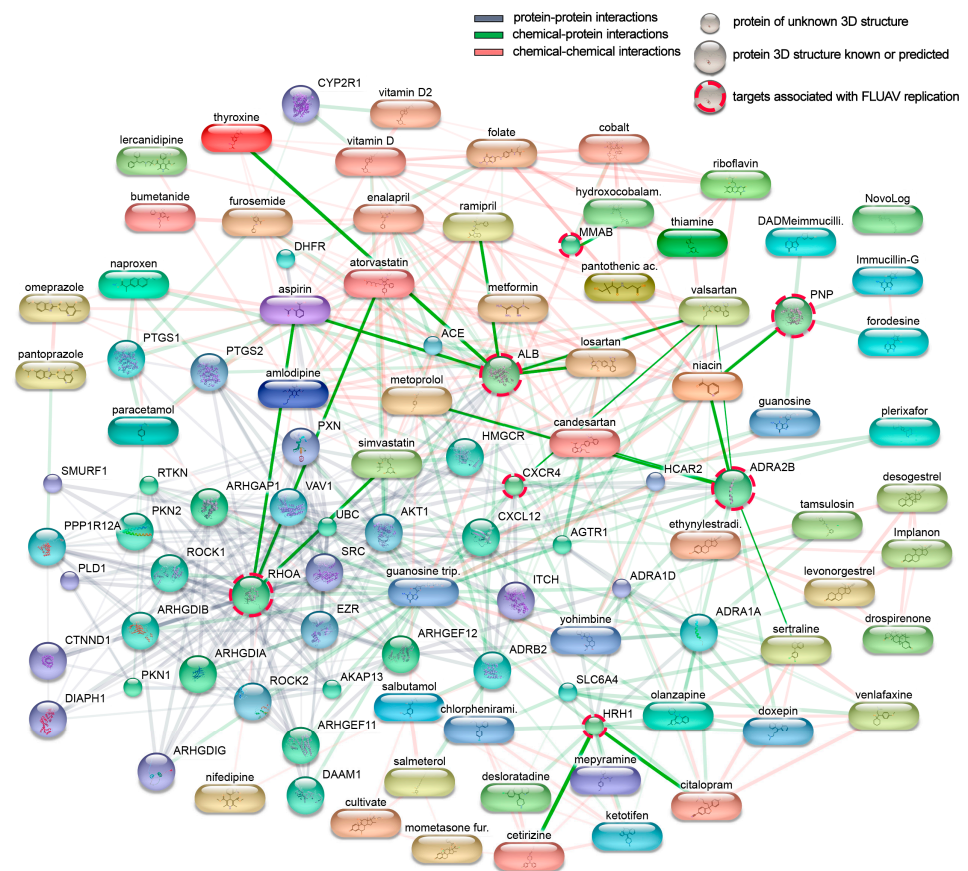 protein-protein interactions
chemical-protein interactions
chemical-chemical interactions
protein of unknown 3D structure
protein 3D structure known or predicted
targets associated with FLUAV replication
CYP2R1
vitamin D2
thyroxine
vitamin D
folate
cobalt
lercanidipine
riboflavin
bumetanide
furosemide
enalapril
ramipril
hydroxocobalam.
MMAB
thiamine
DADMeimmucilli.
NovoLog
DHFR
naproxen
atorvastatin
pantothenic ac.
Immucillin-G
omeprazole
aspirin
metformin
valsartan
PNP
forodesine
PTGS1
PTGS2
ACE
ALB
losartan
pantoprazole
amlodipine
metoprolol
niacin
paracetamol
PXN
candesartan
guanosine
plerixafor
simvastatin
HMGCR
SMURF1
RTKN
ARHGAP1
VAV1
CXCR4
HCAR2
ADRA2B
desogestrel
PPP1R12A
PKN2
UBC
AKT1
CXCL12
AGTR1
ethynylestradi.
tamsulosin
Implanon
PLD1
ROCK1
SRC
RHOA
guanosine trip.
ITCH
ADRA1D
levonorgestrel
ARHGDIB
EZR
yohimbine
ADRA1A
drospirenone
CTNND1
ARHGDIA
ARHGEF12
ADRB2
sertraline
DIAPH1
PKN1
ROCK2
AKAP13
salbutamol
SLC6A4
olanzapine
doxepin
venlafaxine
chlorphenirami.
HRH1
ARHGEF11
ARHGDIG
nifedipine
DAAM1
salmeterol
desloratadine
mepyramine
citalopram
cultivate
mometasone fur.
cetirizine
ketotifen